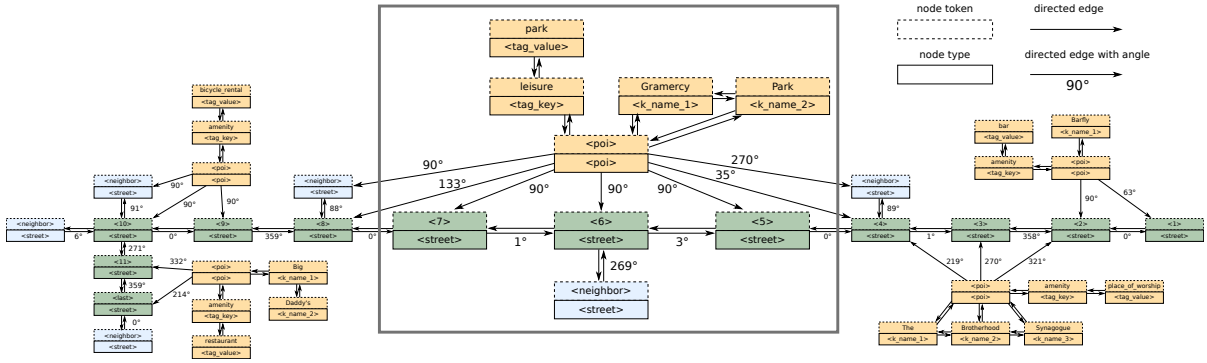 node token
directed edge
node type
directed edge with angle
90°
park
<tag_value>
leisure
<tag_key>
Gramercy
<k_name_1>
Park
<k_name_2>
<poi>
<poi>
90°
133°
90°
90°
90°
35°
270°
<7>
<street>
1°
<6>
<street>
3°
<5>
<street>
269°
<neighbor>
<street>
bicycle_rental
<tag_value>
amenity
<tag_key>
<poi>
<poi>
90°
90°
90°
<neighbor>
<street>
91°
<neighbor>
<street>
88°
<neighbor>
<street>
6°
<10>
<street>
0°
<9>
<street>
359°
<8>
<street>
0°
271°
<11>
<street>
332°
359°
214°
<last>
<street>
0°
<neighbor>
<street>
<poi>
<poi>
Big
<k_name_1>
Daddy's
<k_name_2>
amenity
<tag_key>
restaurant
<tag_value>
bar
<tag_value>
Barfly
<k_name_1>
amenity
<tag_key>
<poi>
<poi>
90°
63°
<neighbor>
<street>
89°
0°
<4>
<street>
1°
<3>
<street>
358°
<2>
<street>
0°
<1>
<street>
219°
270°
321°
<poi>
<poi>
amenity
<tag_key>
place_of_worship
<tag_value>
The
<k_name_1>
Brotherhood
<k_name_2>
Synagogue
<k_name_3>